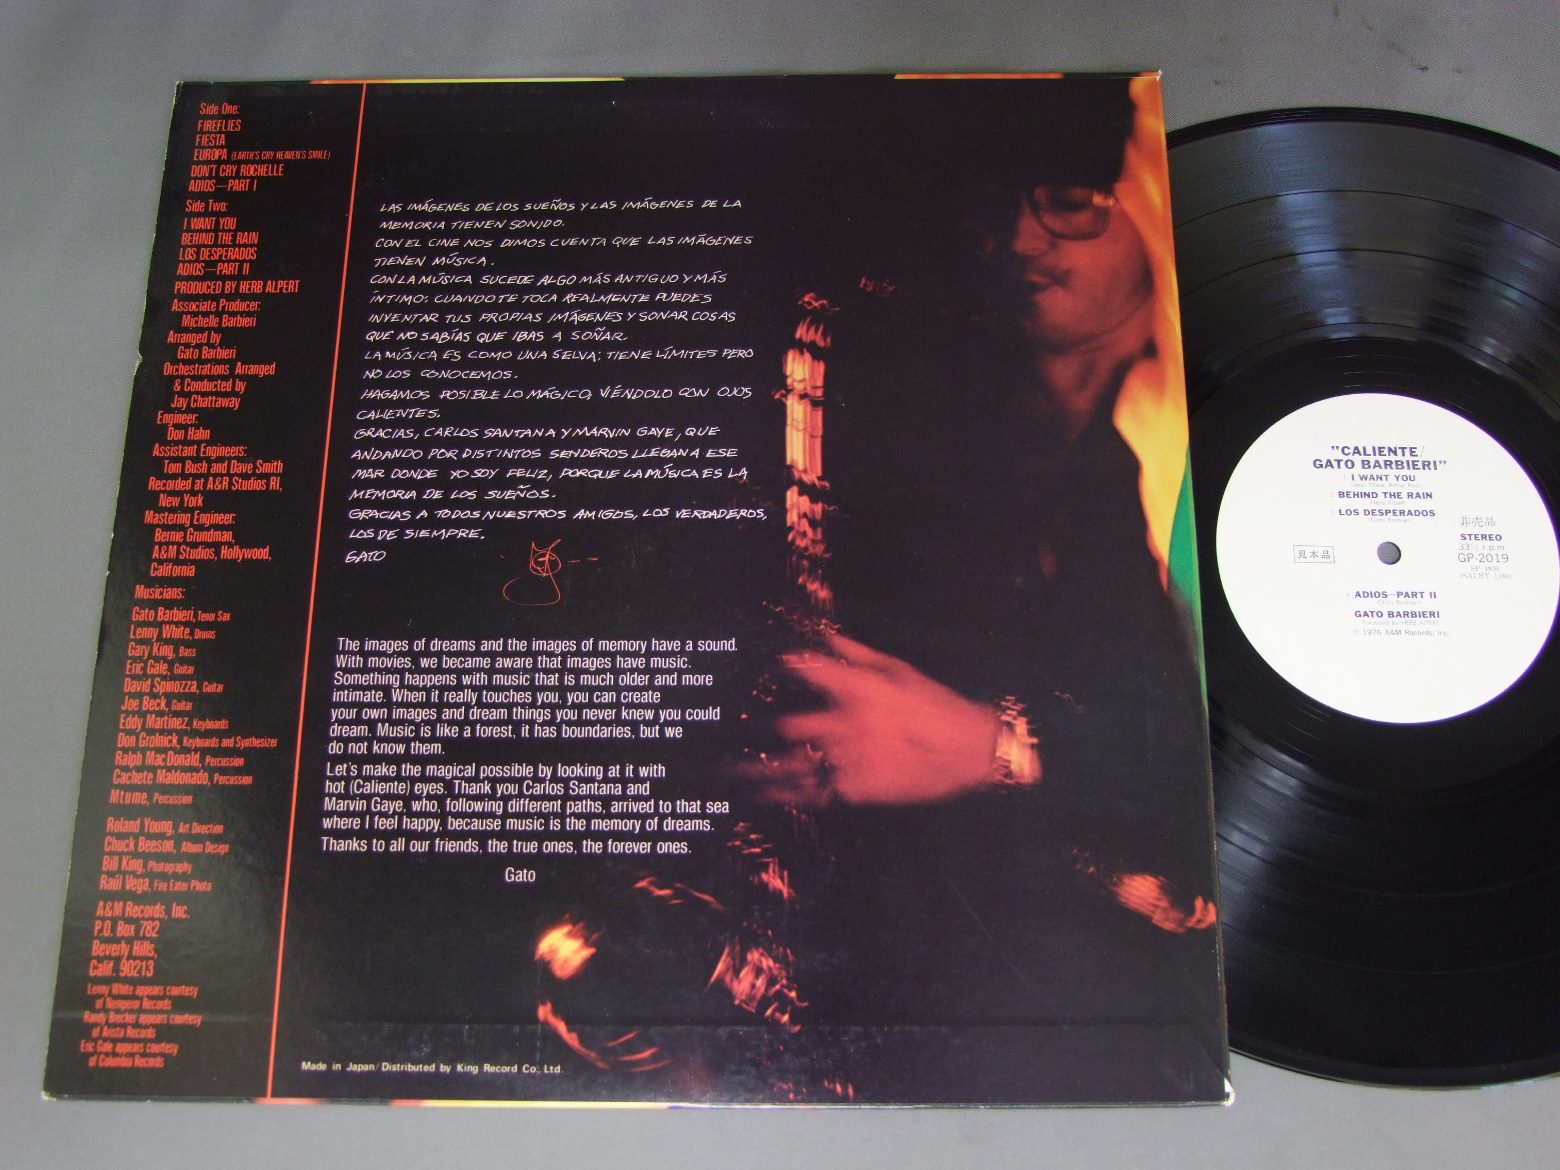 Side One:
FIREFLIES
FIESTA
EUROPA (EARTH'S CRY HEAVEN'S SMILE)
DON'T CRY ROCHELLE
ADIOS—PART I
Side Two:
I WANT YOU
BEHIND THE RAIN
LOS DESPERADOS
ADIOS—PART II
PRODUCED BY HERB ALPERT
Associate Producer:
Michelle Barbieri
Arranged by
Gato Barbieri
Orchestrations Arranged
& Conducted by
Jay Chattaway
Engineer:
Don Hahn
Assistant Engineers:
Tom Bush and Dave Smith
Recorded at A&R Studios RI,
New York
Mastering Engineer:
Bernie Grundman,
A&M Studios, Hollywood,
California
Musicians:
Gato Barbieri, Tenor Sax
Lenny White, Drums
Gary King, Bass
Eric Gale, Guitar
David Spinozza, Guitar
Joe Beck, Guitar
Eddy Martinez, Keyboards
Don Grolnick, Keyboards and Synthesizer
Ralph MacDonald, Percussion
Cachete Maldonado, Percussion
Mtume, Percussion
Roland Young, Art Direction
Chuck Beeson, Album Design
Bill King, Photography
Raúl Vega, Fire Eater Photo
A&M Records, Inc.
P.O. Box 782
Beverly Hills,
Calif. 90213
Lenny White appears courtesy
of Nemperor Records
Randy Brecker appears courtesy
of Arista Records
Eric Gale appears courtesy
of Columbia Records
LAS IMÁGENES DE LOS SUEÑOS Y LAS IMÁGENES DE LA
MEMORIA TIENEN SONIDO.
CON EL CINE NOS DIMOS CUENTA QUE LAS IMÁGENES
TIENEN MÚSICA.
CON LA MÚSICA SUCEDE ALGO MÁS ANTIGUO Y MÁS
ÍNTIMO: CUANDO TE TOCA REALMENTE PUEDES
INVENTAR TUS PROPIAS IMÁGENES Y SONAR COSAS
QUE NO SABÍAS QUE IBAS A SOÑAR.
LA MÚSICA ES COMO UNA SELVA: TIENE LÍMITES PERO
NO LOS CONOCEMOS.
HAGAMOS POSIBLE LO MÁGICO, VIÉNDOLO CON OJOS
CALIENTES.
GRACIAS, CARLOS SANTANA Y MARVIN GAYE, QUE
ANDANDO POR DISTINTOS SENDEROS LLEGAN A ESE
MAR DONDE YO SOY FELIZ, PORQUE LA MÚSICA ES LA
MEMORIA DE LOS SUEÑOS.
GRACIAS A TODOS NUESTROS AMIGOS, LOS VERDADEROS,
LOS DE SIEMPRE.
GATO
The images of dreams and the images of memory have a sound.
With movies, we became aware that images have music.
Something happens with music that is much older and more
intimate. When it really touches you, you can create
your own images and dream things you never knew you could
dream. Music is like a forest, it has boundaries, but we
do not know them.
Let's make the magical possible by looking at it with
hot (Caliente) eyes. Thank you Carlos Santana and
Marvin Gaye, who, following different paths, arrived to that sea
where I feel happy, because music is the memory of dreams.
Thanks to all our friends, the true ones, the forever ones.
Gato
Made in Japan/Distributed by King Record Co., Ltd.
"CALIENTE/
GATO BARBIERI"
I WANT YOU
BEHIND THE RAIN
(Herb Alpert)
LOS DESPERADOS
(Gato Barbieri)
非売品
見本品
STEREO
33⅓ r.p.m.
GP-2019
ADIOS—PART II
(Gato Barbieri)
GATO BARBIERI
Produced by HERB ALPERT
℗ 1976 A&M Records, Inc.